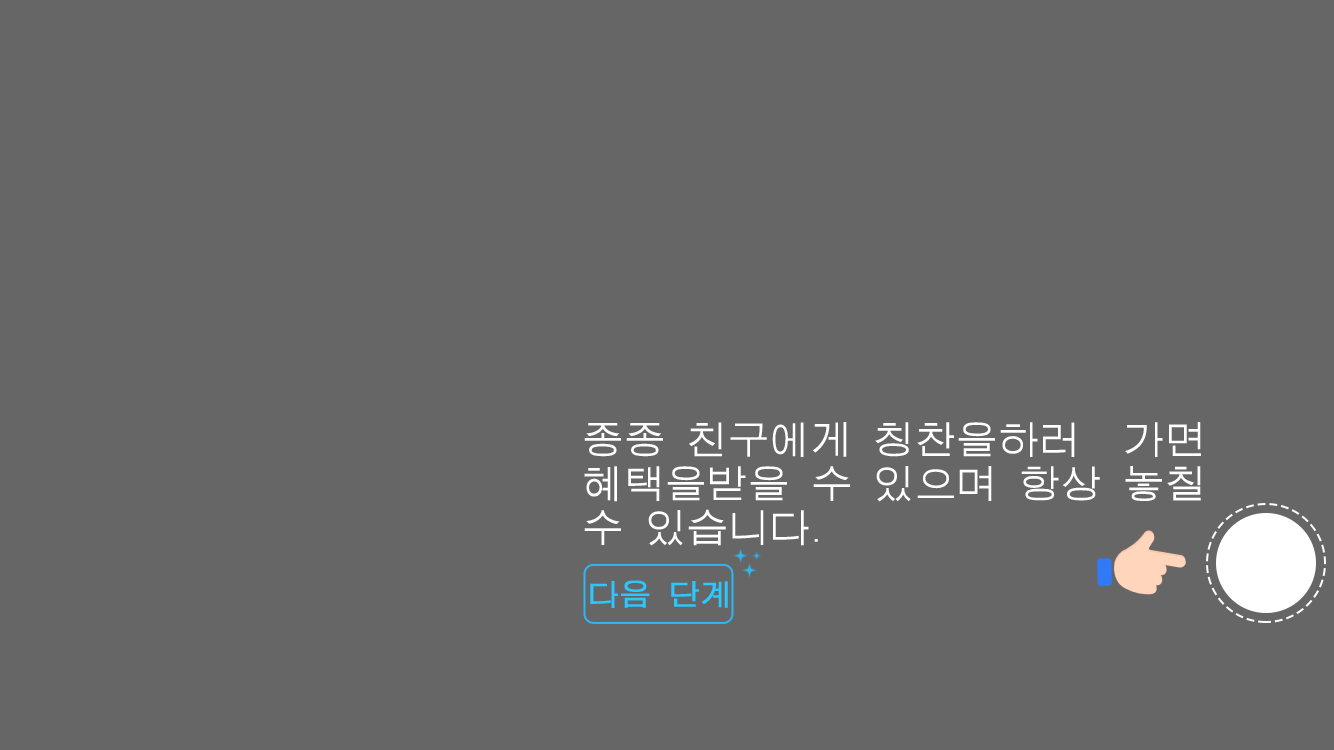 종종 친구에게 칭찬을하러 가면
혜택을받을 수 있으며 항상 놓칠
수 있습니다.
다음 단계